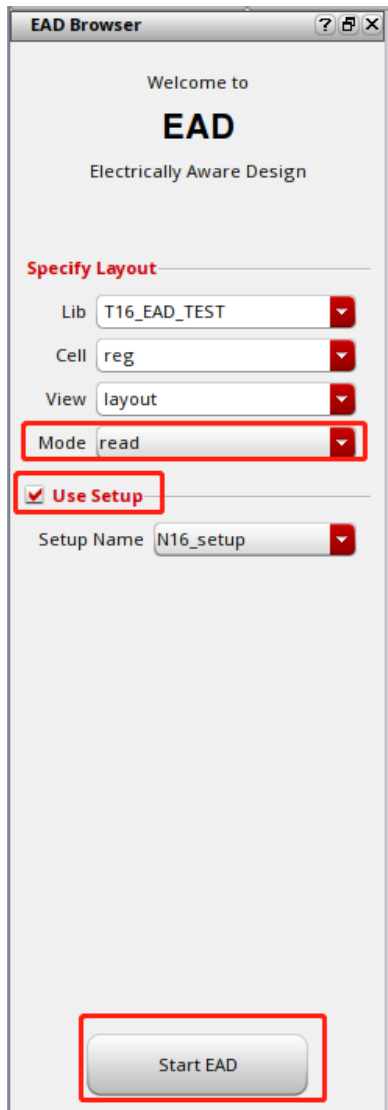 EAD Browser
Welcome to
EAD
Electrically Aware Design
Specify Layout
Lib T16_EAD_TEST
Cell reg
View layout
Mode read
Use Setup
Setup Name N16_setup
Start EAD